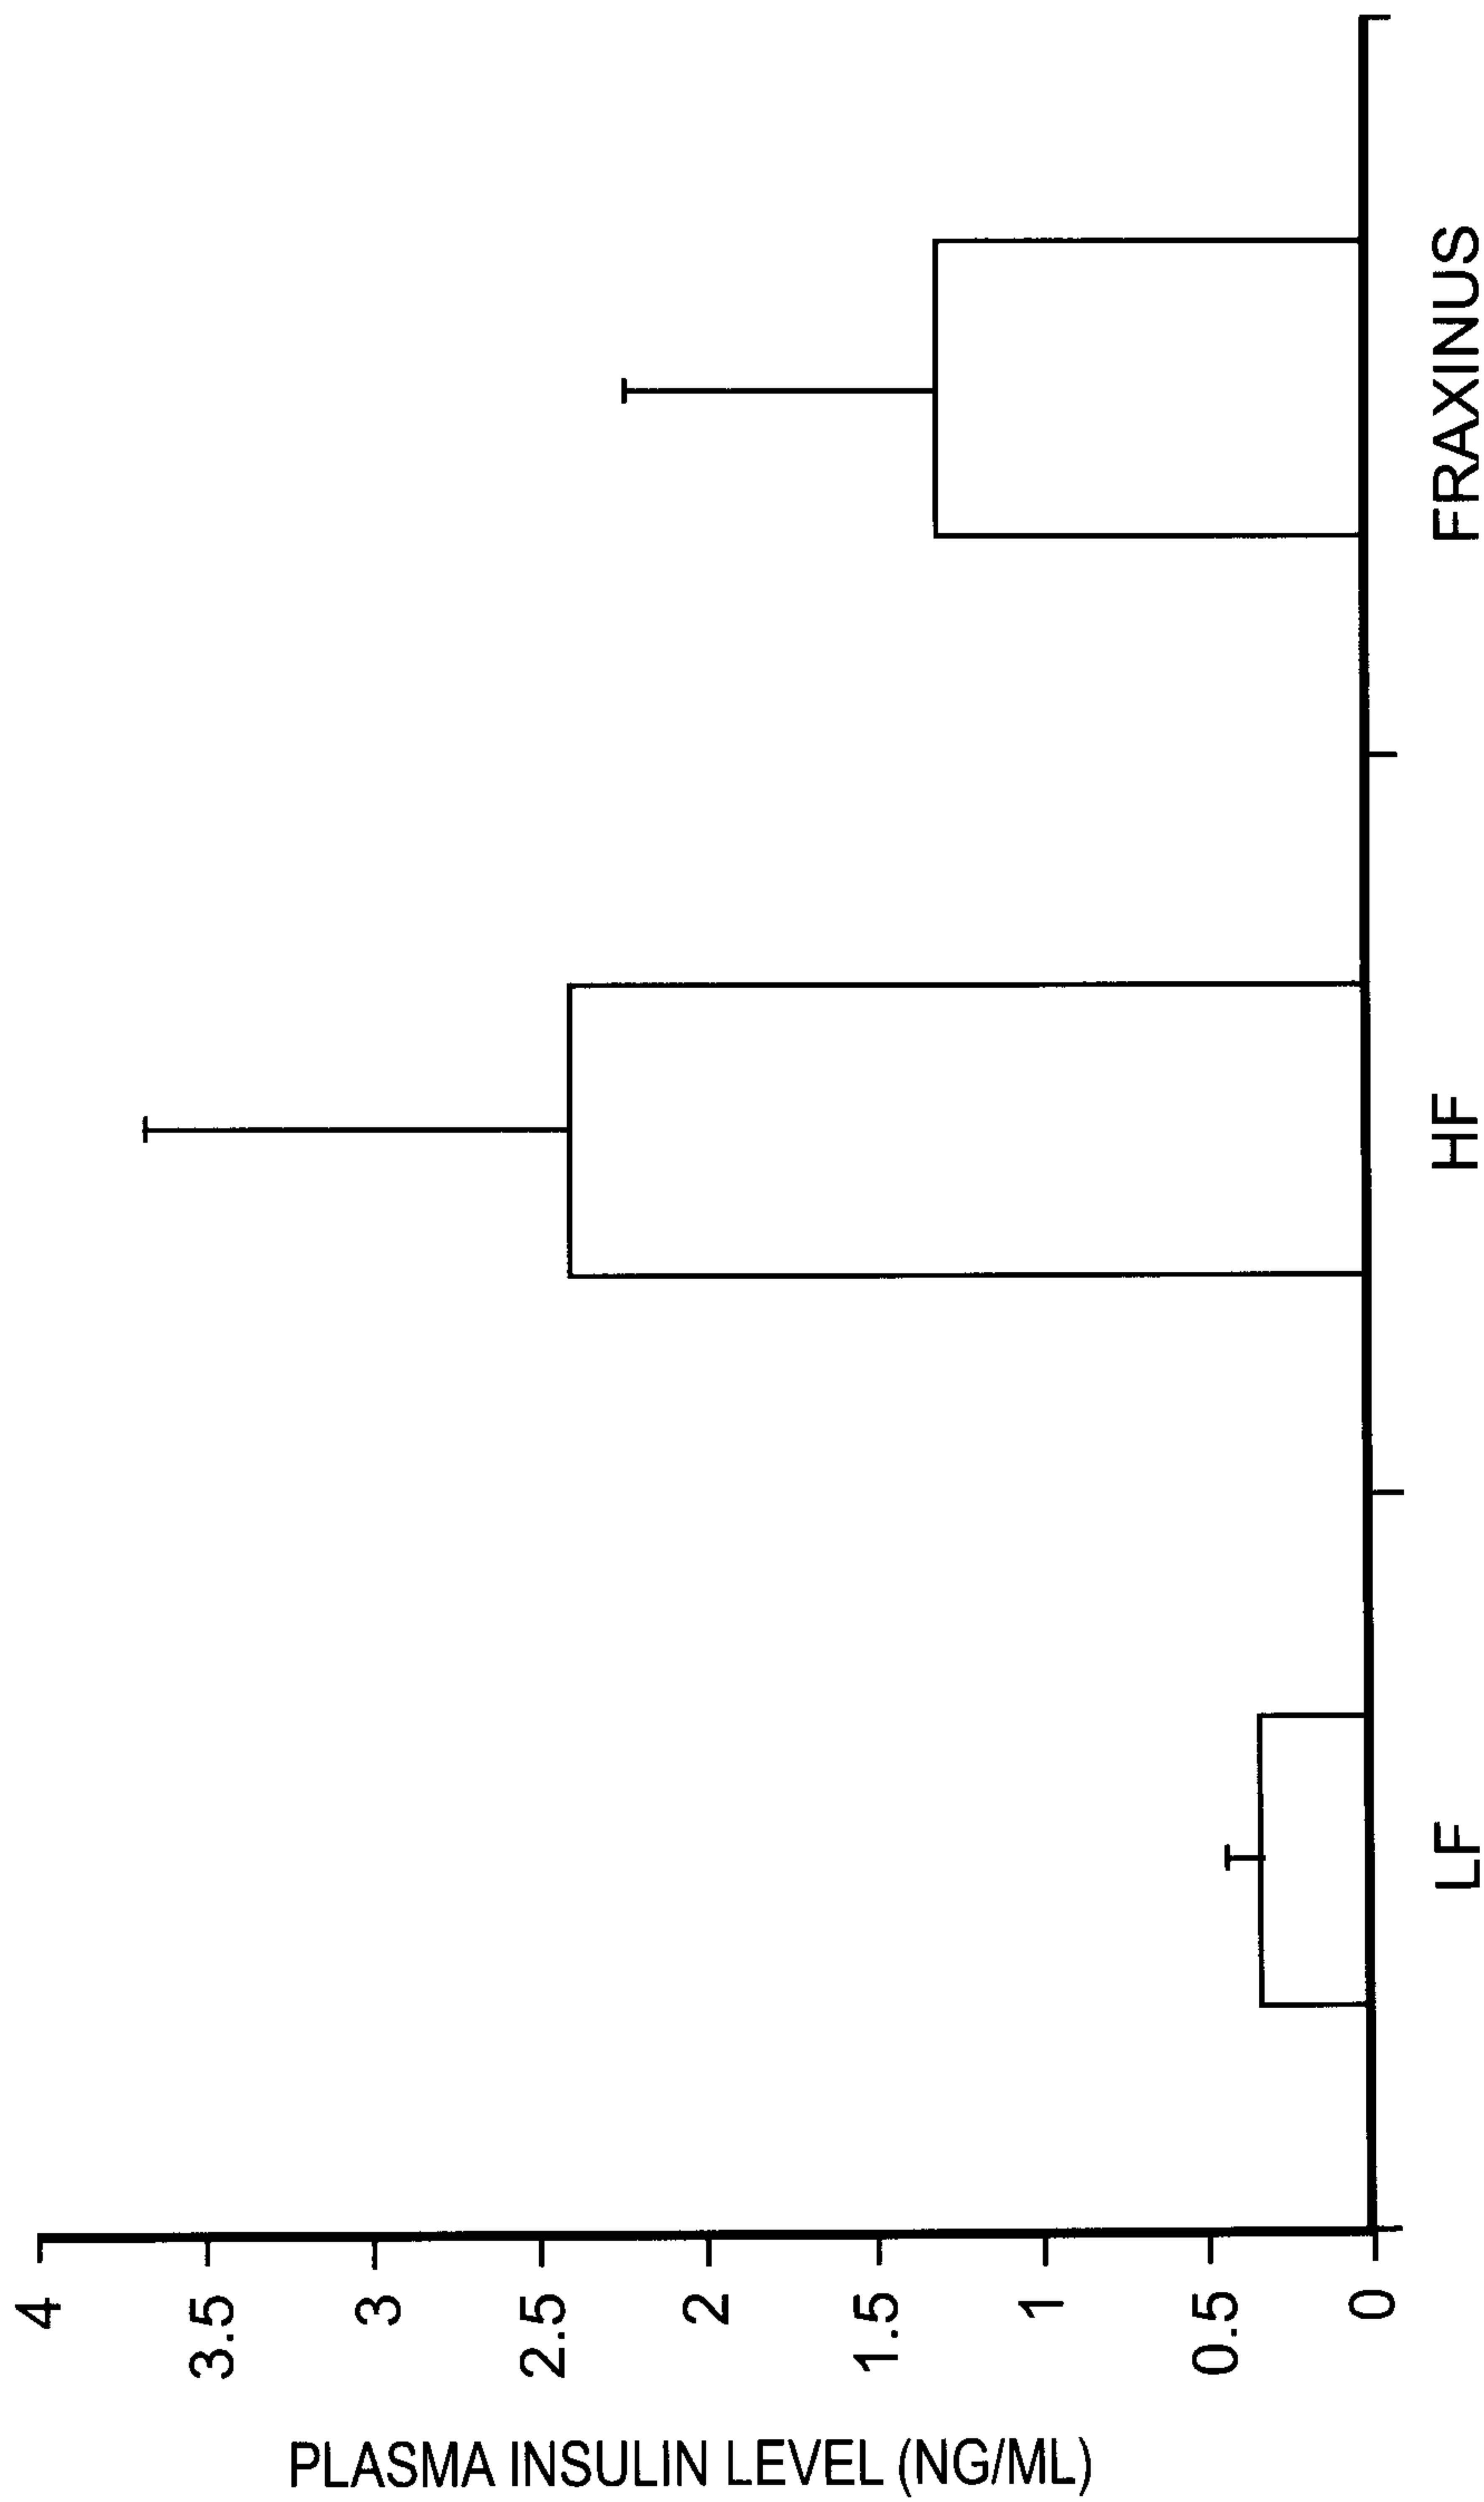 PLASMA INSULIN LEVEL (NG/ML)
4
3.5
3
2.5
2
1.5
1
0.5
0
LF
HF
FRAXINUS